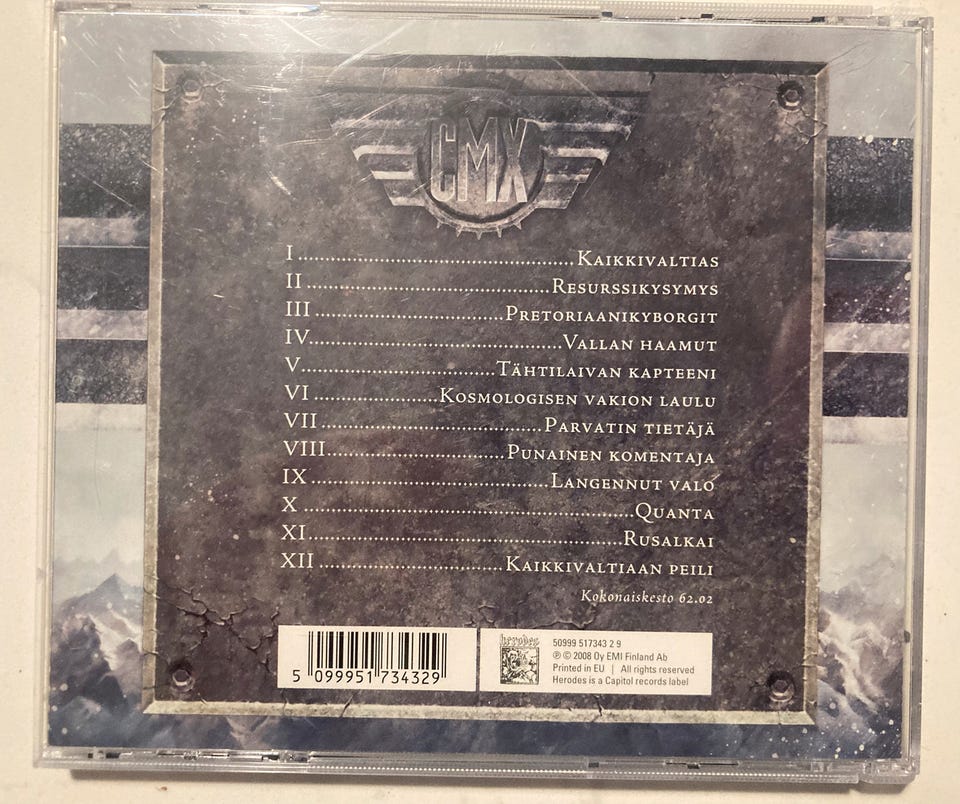 CMX
I Kaikkivaltias
II Resurssikysymys
III Pretoriaanikyborgit
IV Vallan haamut
V Tähtilaivan kapteeni
VI Kosmologisen vakion laulu
VII Parvatin tietäjä
VIII Punainen komentaja
IX Langennut valo
X Quanta
XI Rusalkai
XII Kaikkivaltiaan peili
Kokonaiskesto 62.02
5 099951 734329
herodes
50999 517343 2 9
℗ © 2008 Oy EMI Finland Ab
Printed in EU | All rights reserved
Herodes is a Capitol records label